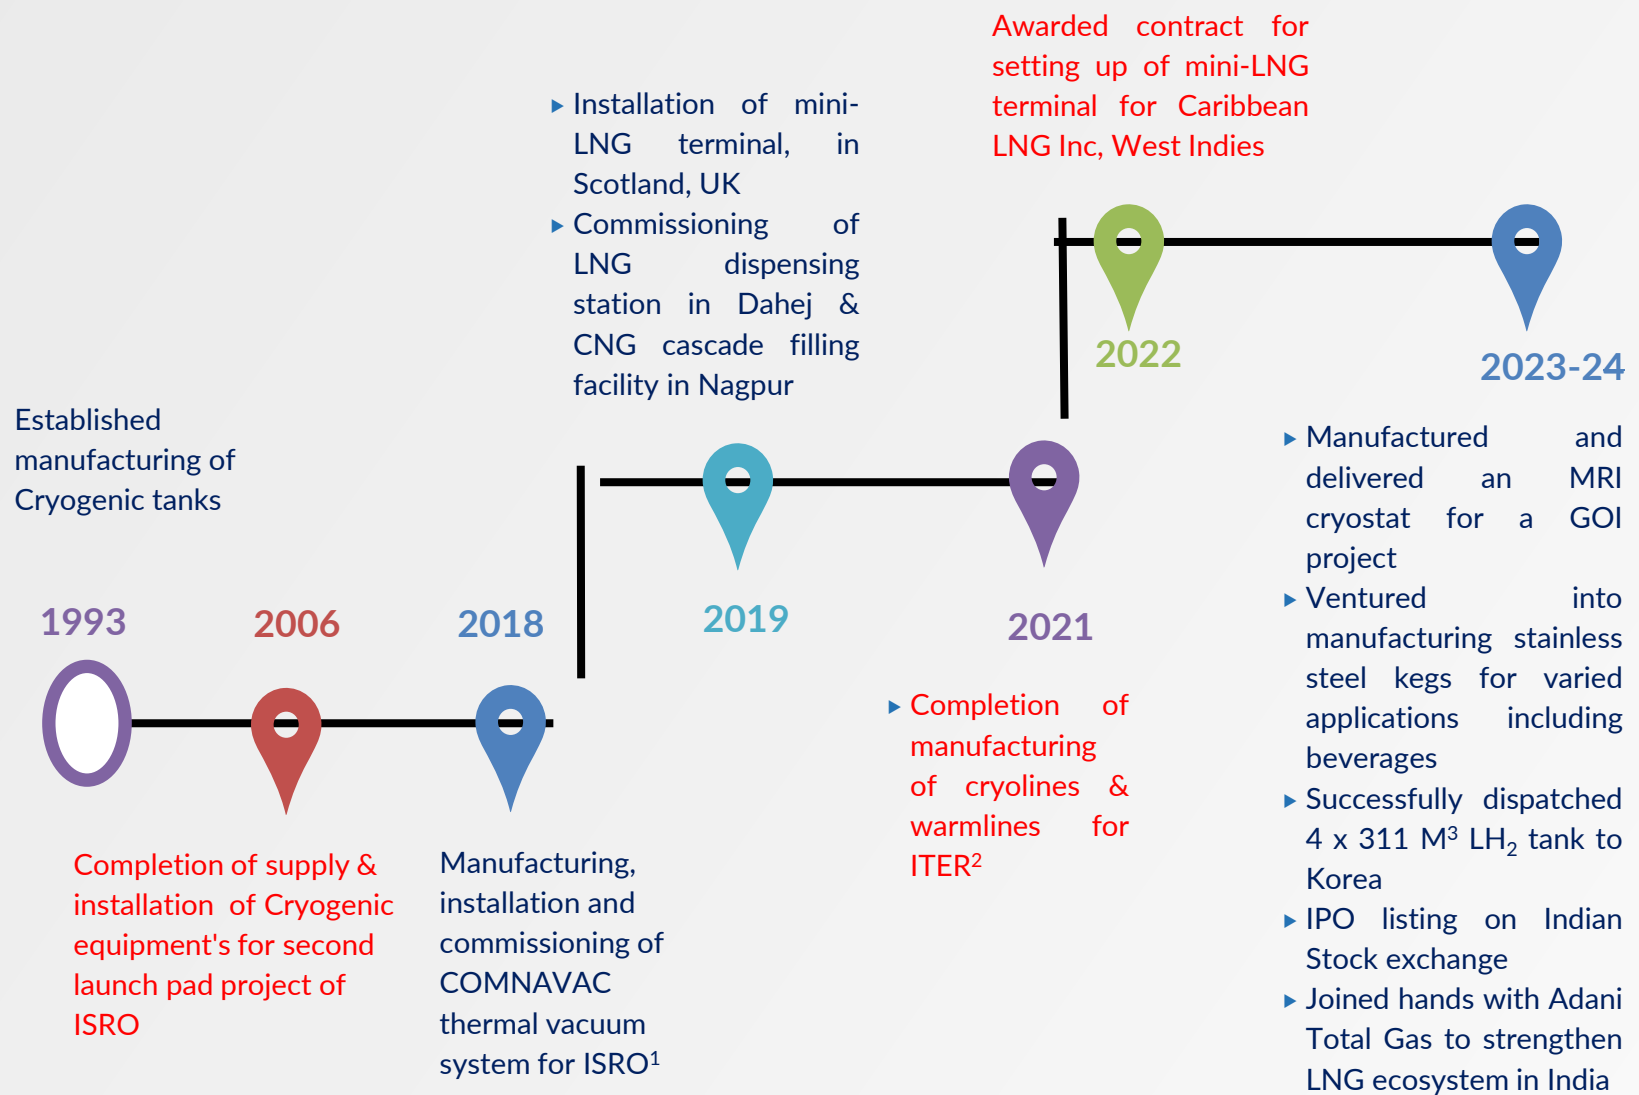 Established
manufacturing of
Cryogenic tanks
1993
2006
Completion of supply &
installation of Cryogenic
equipment's for second
launch pad project of
ISRO
2018
Manufacturing,
installation and
commissioning of
COMNAVAC
thermal vacuum
system for ISRO¹
▸ Installation of mini-
LNG terminal, in
Scotland, UK
▸ Commissioning of
LNG dispensing
station in Dahej &
CNG cascade filling
facility in Nagpur
2019
2021
▸ Completion of
manufacturing
of cryolines &
warmlines for
ITER²
Awarded contract for
setting up of mini-LNG
terminal for Caribbean
LNG Inc, West Indies
2022
2023-24
▸ Manufactured and
delivered an MRI
cryostat for a GOI
project
▸ Ventured into
manufacturing stainless
steel kegs for varied
applications including
beverages
▸ Successfully dispatched
4 x 311 M³ LH₂ tank to
Korea
▸ IPO listing on Indian
Stock exchange
▸ Joined hands with Adani
Total Gas to strengthen
LNG ecosystem in India